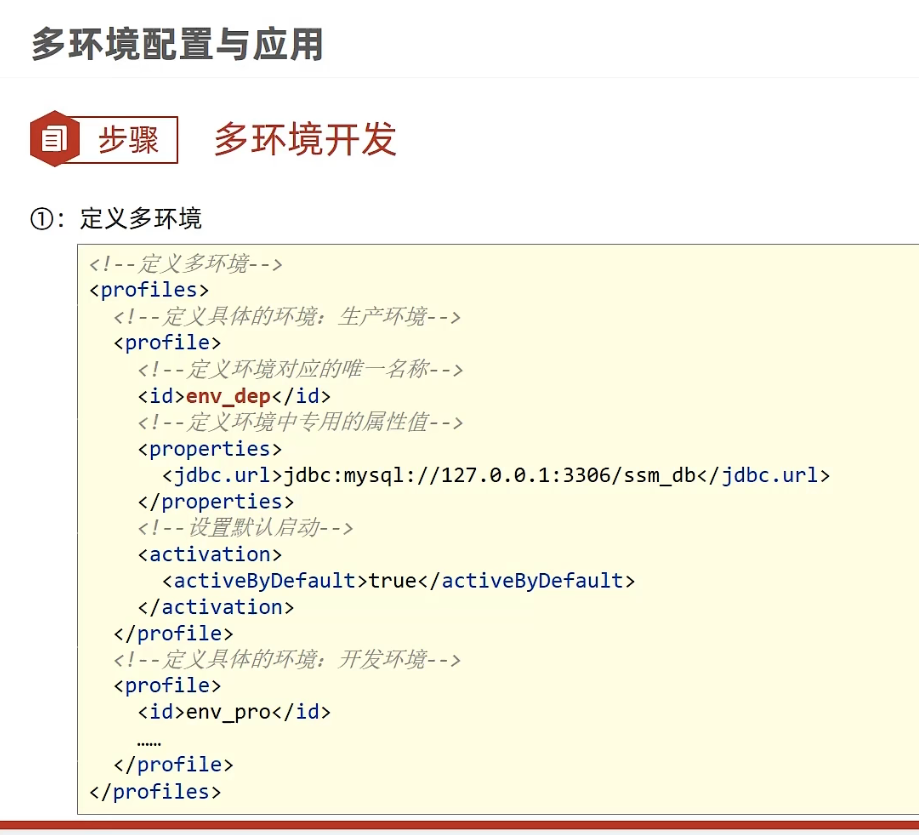 多环境配置与应用
步骤 多环境开发
①：定义多环境
<!--定义多环境-->
<profiles>
<!--定义具体的环境：生产环境-->
<profile>
<!--定义环境对应的唯一名称-->
<id>env_dep</id>
<!--定义环境中专用的属性值-->
<properties>
<jdbc.url>jdbc:mysql://127.0.0.1:3306/ssm_db</jdbc.url>
</properties>
<!--设置默认启动-->
<activation>
<activeByDefault>true</activeByDefault>
</activation>
</profile>
<!--定义具体的环境：开发环境-->
<profile>
<id>env_pro</id>
……
</profile>
</profiles>